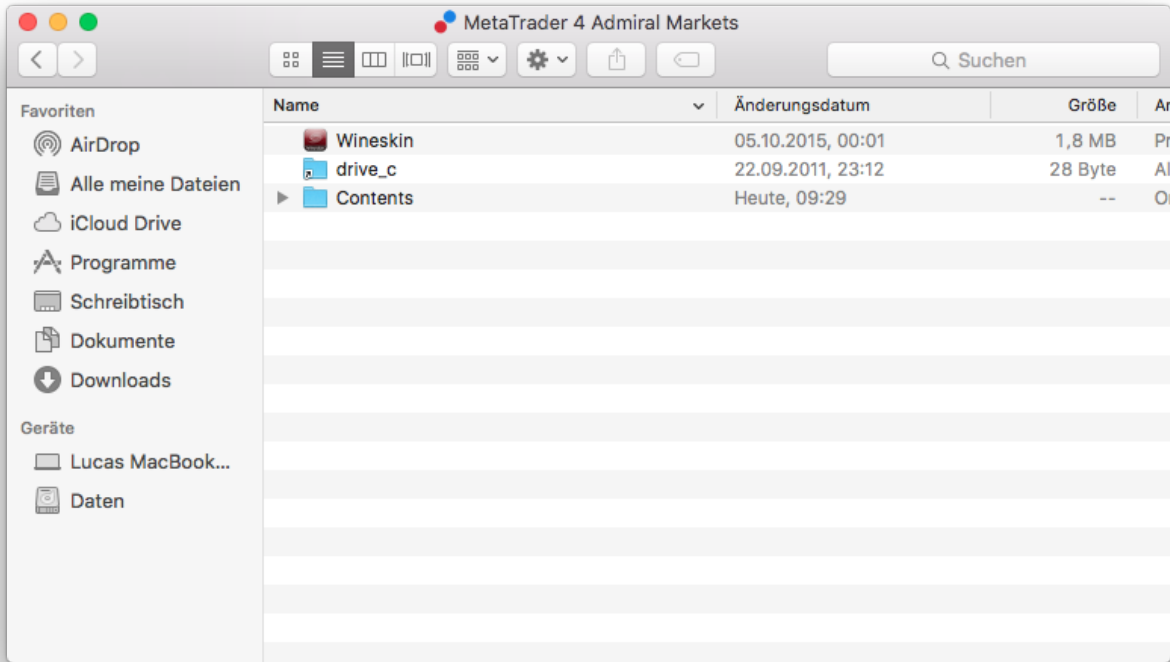 MetaTrader 4 Admiral Markets
Suchen
Favoriten
AirDrop
Alle meine Dateien
iCloud Drive
Programme
Schreibtisch
Dokumente
Downloads
Geräte
Lucas MacBook...
Daten
Name Änderungsdatum Größe
Wineskin 05.10.2015, 00:01 1,8 MB
drive_c 22.09.2011, 23:12 28 Byte
Contents Heute, 09:29 --